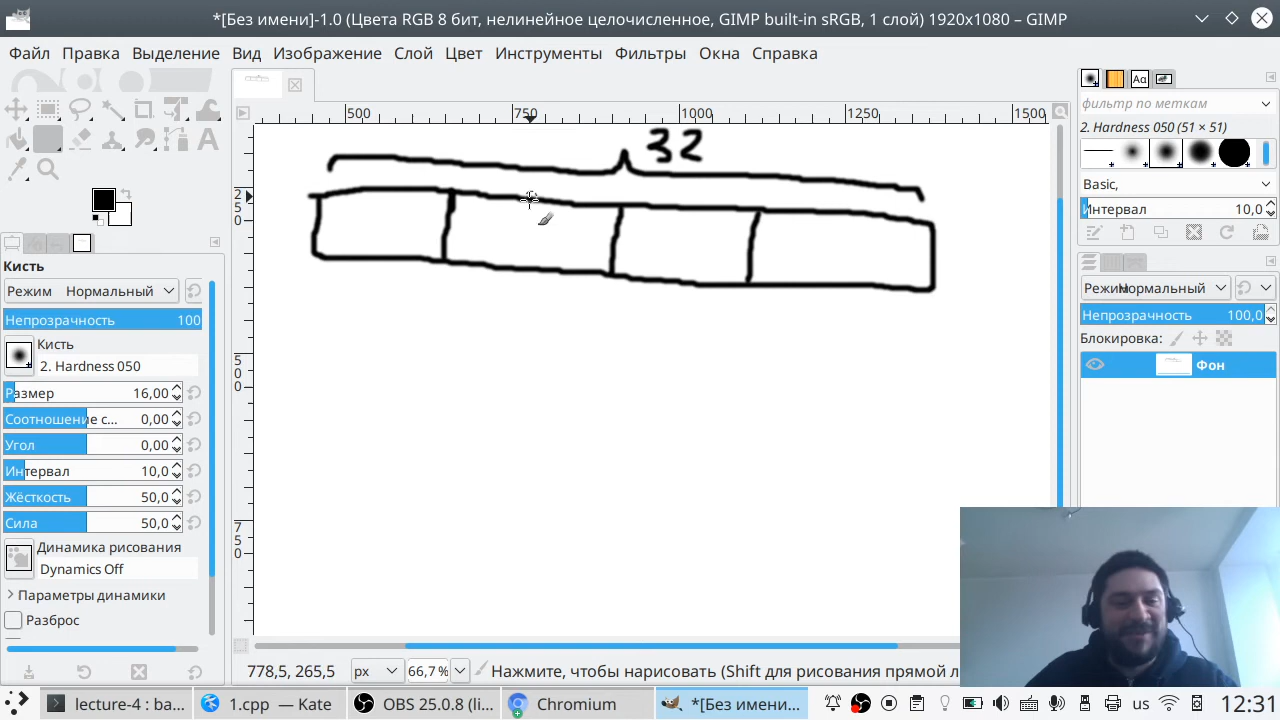 *[Без имени]-1.0 (Цвета RGB 8 бит, нелинейное целочисленное, GIMP built-in sRGB, 1 слой) 1920x1080 – GIMP
Файл Правка Выделение Вид Изображение Слой Цвет Инструменты Фильтры Окна Справка
500 750 1000 1250 1500
фильтр по меткам
2. Hardness 050 (51 × 51)
32
Basic,
Интервал 10,0
250
Кисть
Режим Нормальный
Непрозрачность 100
Кисть
2. Hardness 050
Размер 16,00
Соотношение с... 0,00
Угол 0,00
Интервал 10,0
Жёсткость 50,0
Сила 50,0
Динамика рисования
Dynamics Off
Параметры динамики
Разброс
500
750
Режим Нормальный
Непрозрачность 100,0
Блокировка:
Фон
778,5, 265,5 px 66,7 % Нажмите, чтобы нарисовать (Shift для рисования прямой л
lecture-4 : ba... 1.cpp — Kate OBS 25.0.8 (li... Chromium *[Без имени... us 12:31